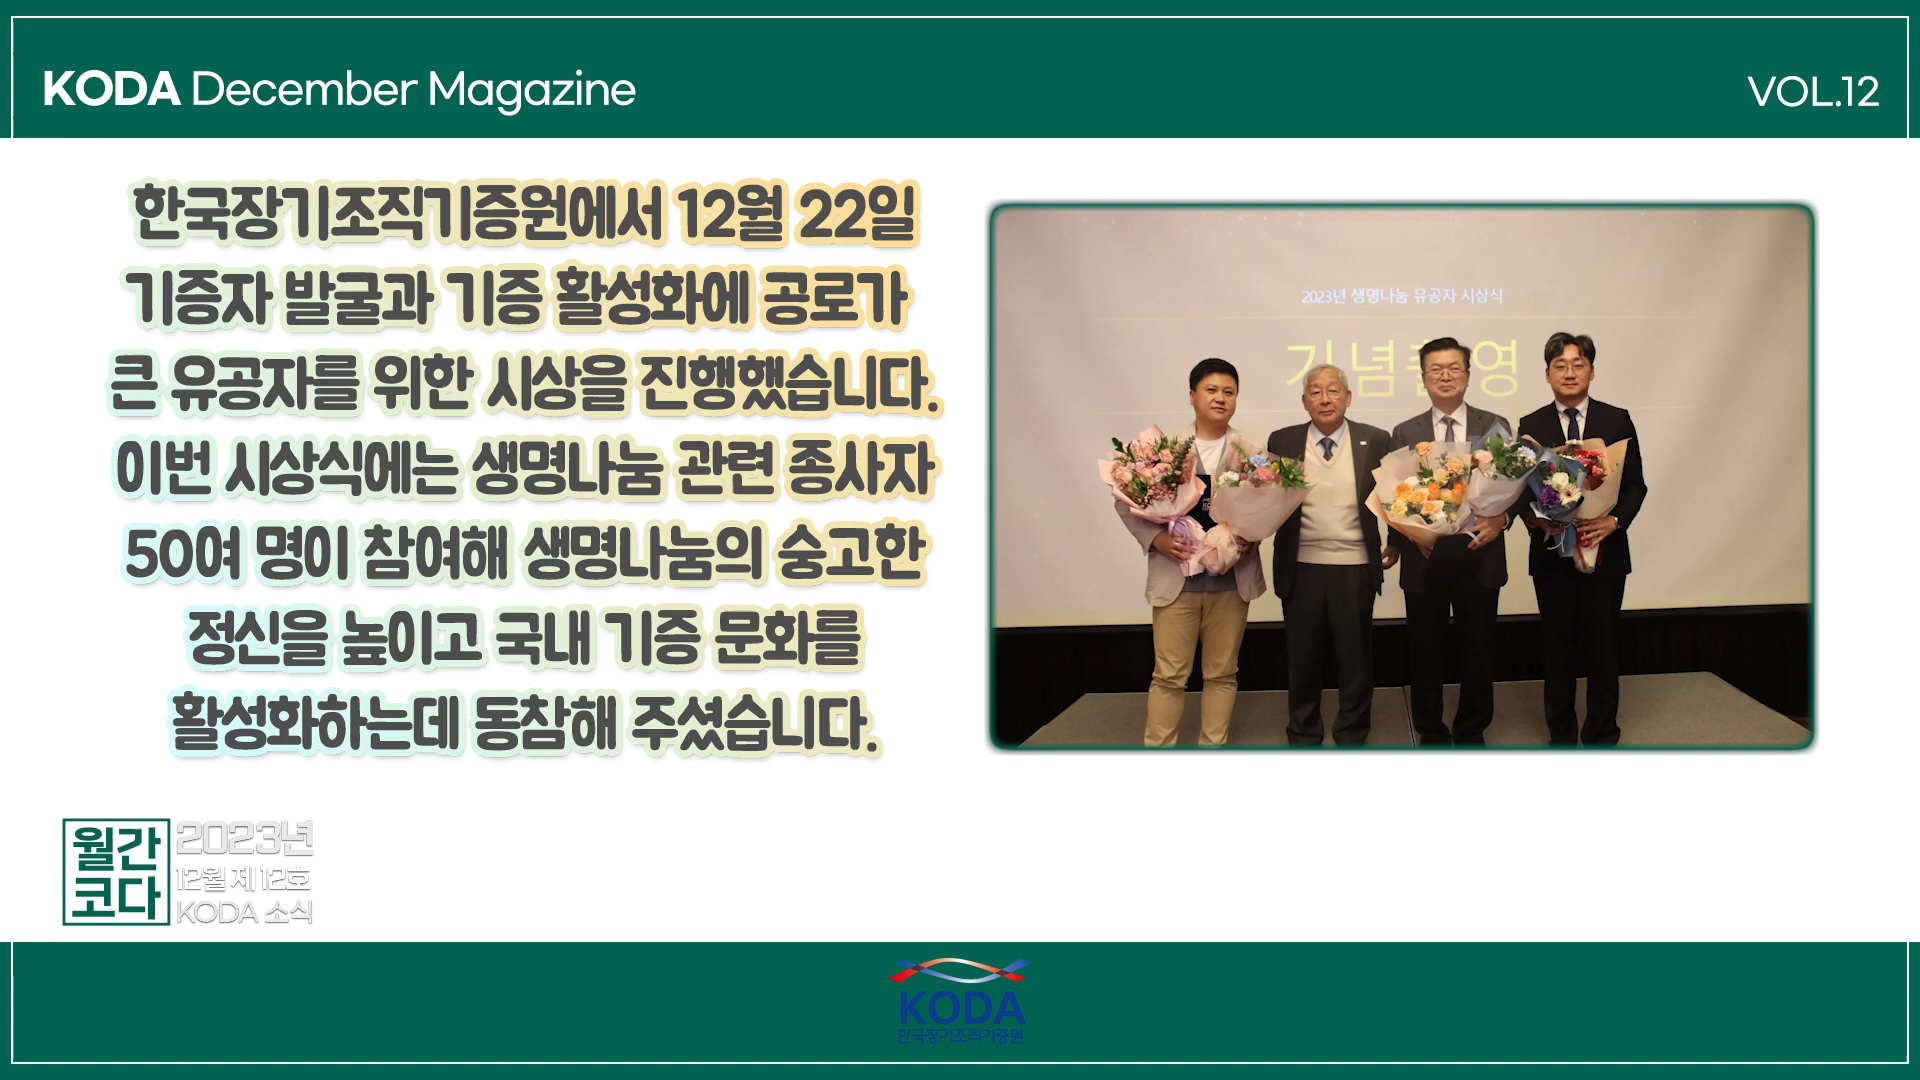 KODA December Magazine
VOL.12
한국장기조직기증원에서 12월 22일
기증자 발굴과 기증 활성화에 공로가
큰 유공자를 위한 시상을 진행했습니다.
이번 시상식에는 생명나눔 관련 종사자
50여 명이 참여해 생명나눔의 숭고한
정신을 높이고 국내 기증 문화를
활성화하는데 동참해 주셨습니다.
2023년 생명나눔 유공자 시상식
월간
코다
2023년
12월 제 12호
KODA 소식
KODA
한국장기조직기증원